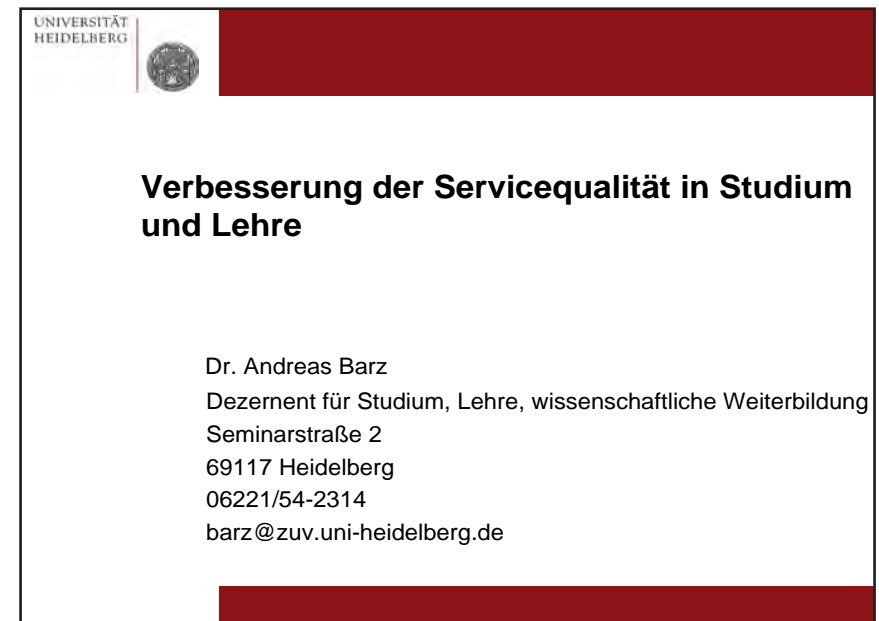 UNIVERSITÄT
HEIDELBERG
Verbesserung der Servicequalität in Studium
und Lehre
Dr. Andreas Barz
Dezernent für Studium, Lehre, wissenschaftliche Weiterbildung
Seminarstraße 2
69117 Heidelberg
06221/54-2314
barz@zuv.uni-heidelberg.de